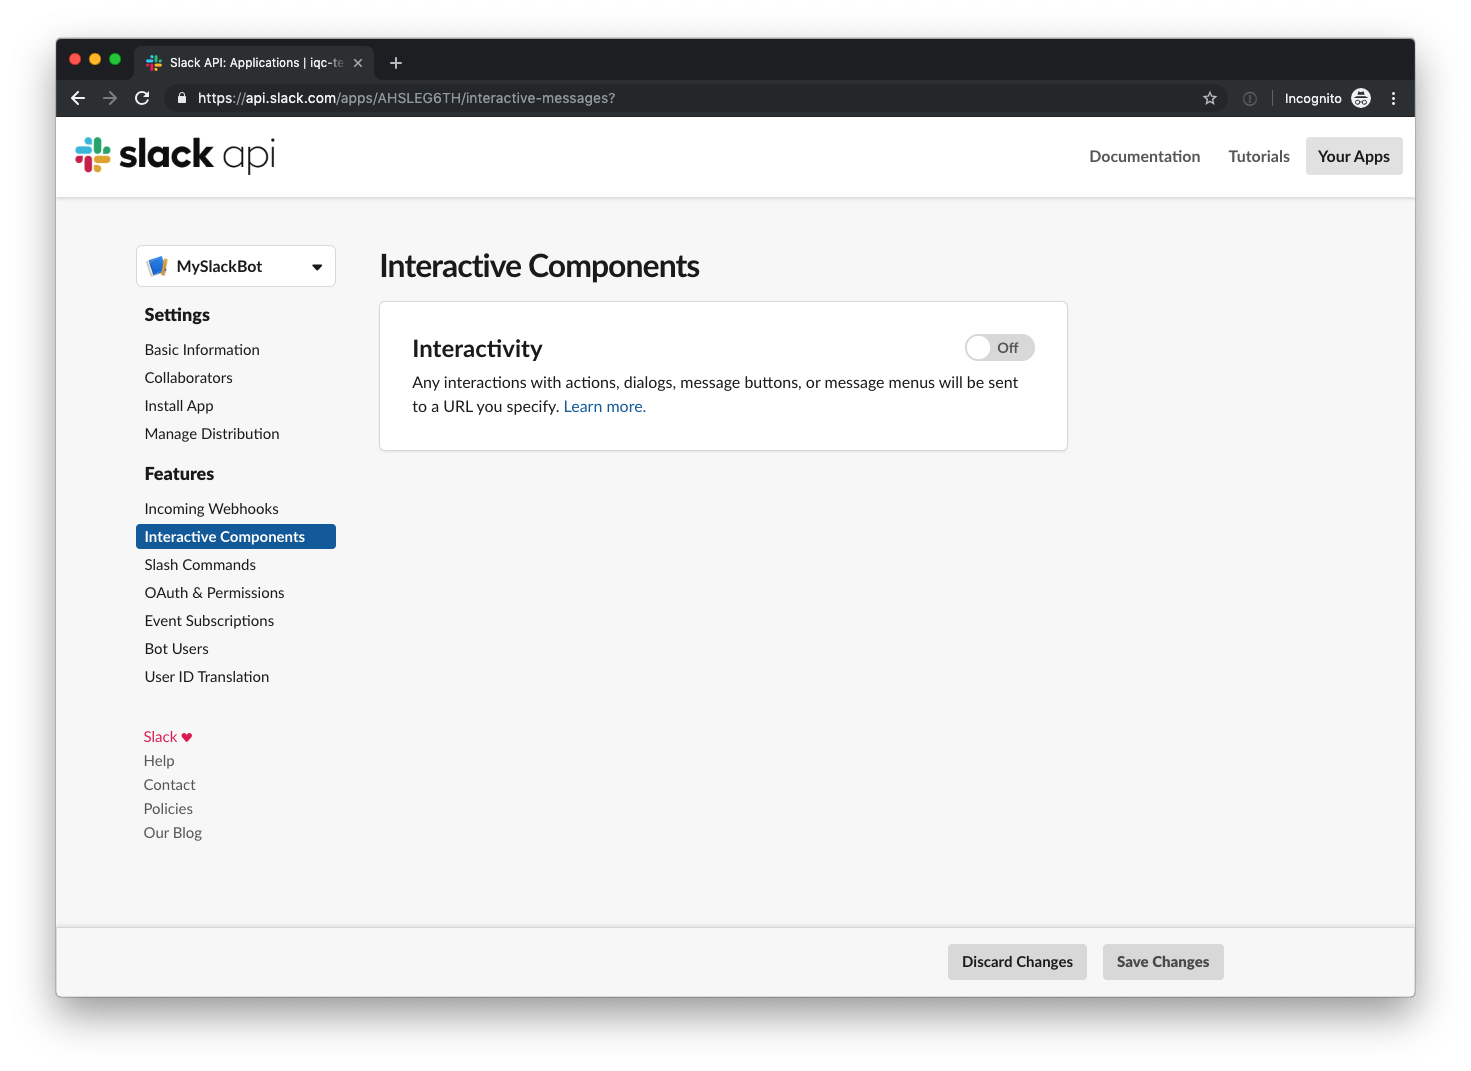 Slack API: Applications | iqc-te
https://api.slack.com/apps/AHSLEG6TH/interactive-messages?
Incognito
slack api
Documentation
Tutorials
Your Apps
MySlackBot
Settings
Basic Information
Collaborators
Install App
Manage Distribution
Features
Incoming Webhooks
Interactive Components
Slash Commands
OAuth & Permissions
Event Subscriptions
Bot Users
User ID Translation
Slack ♥
Help
Contact
Policies
Our Blog
Interactive Components
Interactivity
Off
Any interactions with actions, dialogs, message buttons, or message menus will be sent
to a URL you specify. Learn more.
Discard Changes
Save Changes